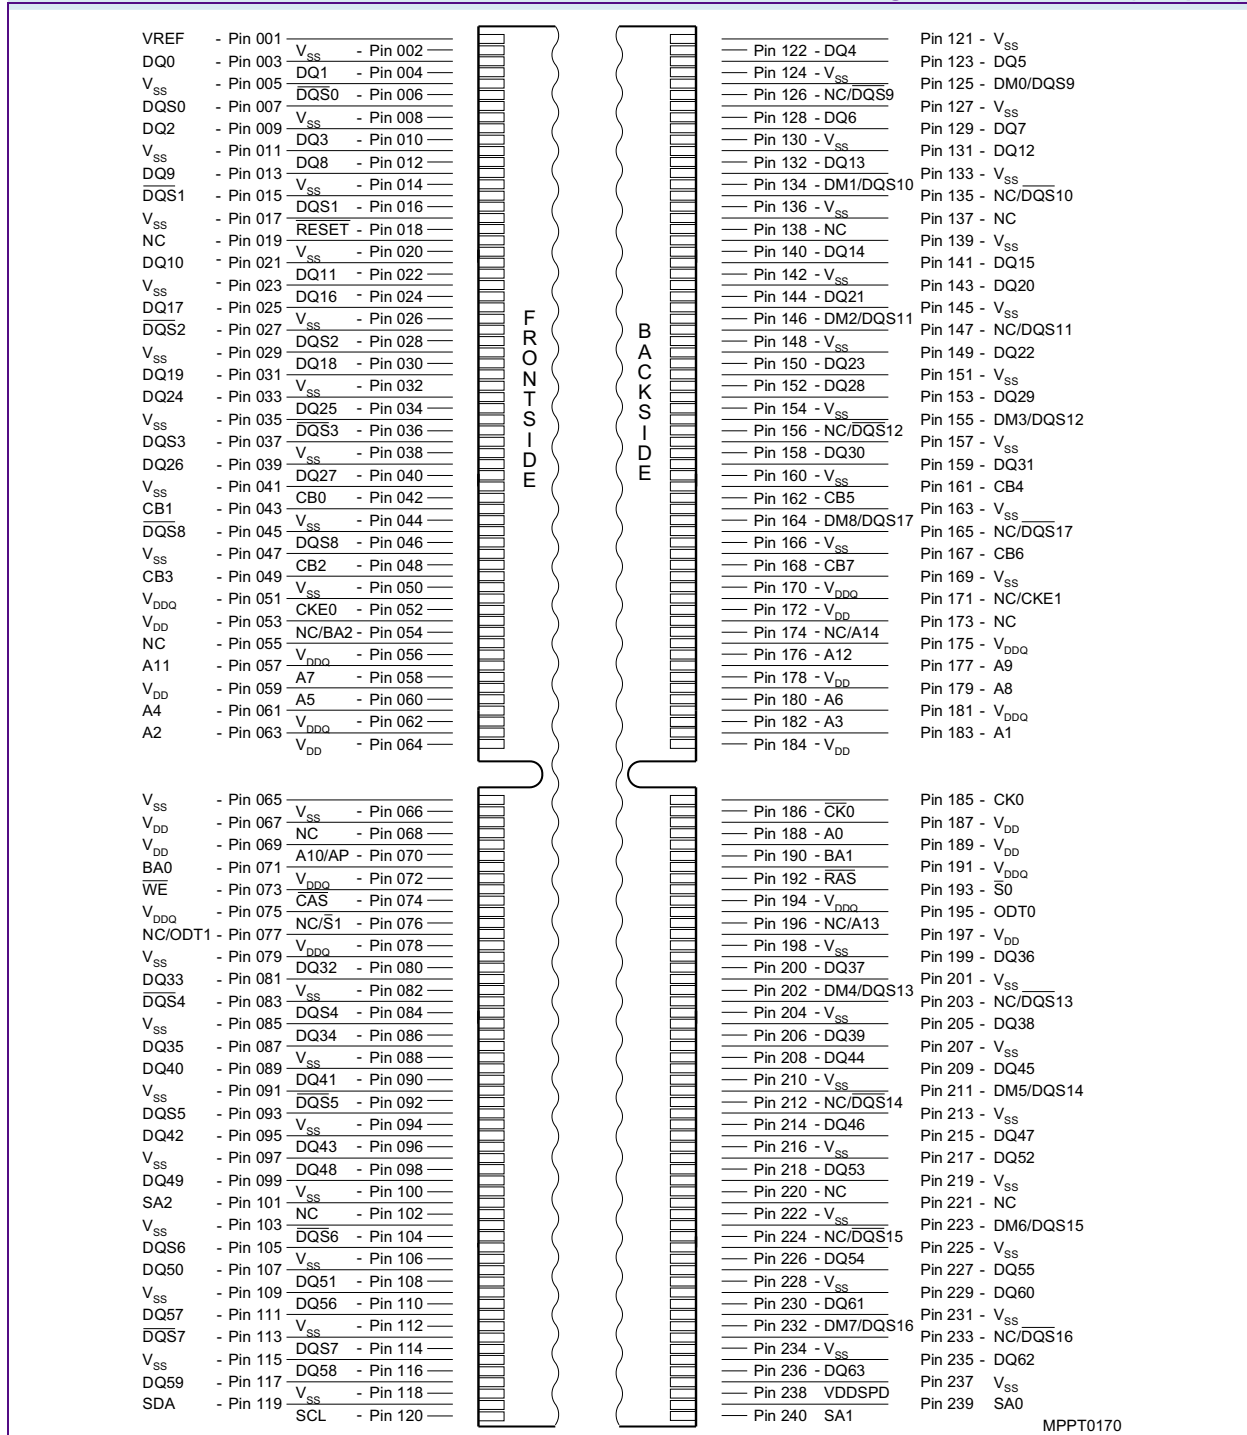 VREF - Pin 001
VSS - Pin 002
DQ0 - Pin 003
DQ1 - Pin 004
VSS - Pin 005
DQS0 - Pin 006
DQS0 - Pin 007
VSS - Pin 008
DQ2 - Pin 009
DQ3 - Pin 010
VSS - Pin 011
DQ8 - Pin 012
DQ9 - Pin 013
VSS - Pin 014
DQS1 - Pin 015
DQS1 - Pin 016
VSS - Pin 017
RESET - Pin 018
NC - Pin 019
VSS - Pin 020
DQ10 - Pin 021
DQ11 - Pin 022
VSS - Pin 023
DQ16 - Pin 024
DQ17 - Pin 025
VSS - Pin 026
DQS2 - Pin 027
DQS2 - Pin 028
VSS - Pin 029
DQ18 - Pin 030
DQ19 - Pin 031
VSS - Pin 032
DQ24 - Pin 033
DQ25 - Pin 034
VSS - Pin 035
DQS3 - Pin 036
DQS3 - Pin 037
VSS - Pin 038
DQ26 - Pin 039
DQ27 - Pin 040
VSS - Pin 041
CB0 - Pin 042
CB1 - Pin 043
VSS - Pin 044
DQS8 - Pin 045
DQS8 - Pin 046
VSS - Pin 047
CB2 - Pin 048
CB3 - Pin 049
VSS - Pin 050
VDDQ - Pin 051
CKE0 - Pin 052
VDD - Pin 053
NC/BA2 - Pin 054
NC - Pin 055
VDDQ - Pin 056
A11 - Pin 057
A7 - Pin 058
VDD - Pin 059
A5 - Pin 060
A4 - Pin 061
VDDQ - Pin 062
A2 - Pin 063
VDD - Pin 064
VSS - Pin 065
VSS - Pin 066
VDD - Pin 067
NC - Pin 068
VDD - Pin 069
A10/AP - Pin 070
BA0 - Pin 071
VDDQ - Pin 072
WE - Pin 073
CAS - Pin 074
VDDQ - Pin 075
NC/S1 - Pin 076
NC/ODT1 - Pin 077
VDDQ - Pin 078
VSS - Pin 079
DQ32 - Pin 080
DQ33 - Pin 081
VSS - Pin 082
DQS4 - Pin 083
DQS4 - Pin 084
VSS - Pin 085
DQ34 - Pin 086
DQ35 - Pin 087
VSS - Pin 088
DQ40 - Pin 089
DQ41 - Pin 090
VSS - Pin 091
DQS5 - Pin 092
DQS5 - Pin 093
VSS - Pin 094
DQ42 - Pin 095
DQ43 - Pin 096
VSS - Pin 097
DQ48 - Pin 098
DQ49 - Pin 099
VSS - Pin 100
SA2 - Pin 101
NC - Pin 102
VSS - Pin 103
DQS6 - Pin 104
DQS6 - Pin 105
VSS - Pin 106
DQ50 - Pin 107
DQ51 - Pin 108
VSS - Pin 109
DQ56 - Pin 110
DQ57 - Pin 111
VSS - Pin 112
DQS7 - Pin 113
DQS7 - Pin 114
VSS - Pin 115
DQ58 - Pin 116
DQ59 - Pin 117
VSS - Pin 118
SDA - Pin 119
SCL - Pin 120
FRONTSIDE
BACKSIDE
Pin 121 - VSS
Pin 122 - DQ4
Pin 123 - DQ5
Pin 124 - VSS
Pin 125 - DM0/DQS9
Pin 126 - NC/DQS9
Pin 127 - VSS
Pin 128 - DQ6
Pin 129 - DQ7
Pin 130 - VSS
Pin 131 - DQ12
Pin 132 - DQ13
Pin 133 - VSS
Pin 134 - DM1/DQS10
Pin 135 - NC/DQS10
Pin 136 - VSS
Pin 137 - NC
Pin 138 - NC
Pin 139 - VSS
Pin 140 - DQ14
Pin 141 - DQ15
Pin 142 - VSS
Pin 143 - DQ20
Pin 144 - DQ21
Pin 145 - VSS
Pin 146 - DM2/DQS11
Pin 147 - NC/DQS11
Pin 148 - VSS
Pin 149 - DQ22
Pin 150 - DQ23
Pin 151 - VSS
Pin 152 - DQ28
Pin 153 - DQ29
Pin 154 - VSS
Pin 155 - DM3/DQS12
Pin 156 - NC/DQS12
Pin 157 - VSS
Pin 158 - DQ30
Pin 159 - DQ31
Pin 160 - VSS
Pin 161 - CB4
Pin 162 - CB5
Pin 163 - VSS
Pin 164 - DM8/DQS17
Pin 165 - NC/DQS17
Pin 166 - VSS
Pin 167 - CB6
Pin 168 - CB7
Pin 169 - VSS
Pin 170 - VDDQ
Pin 171 - NC/CKE1
Pin 172 - VDD
Pin 173 - NC
Pin 174 - NC/A14
Pin 175 - VDDQ
Pin 176 - A12
Pin 177 - A9
Pin 178 - VDD
Pin 179 - A8
Pin 180 - A6
Pin 181 - VDDQ
Pin 182 - A3
Pin 183 - A1
Pin 184 - VDD
Pin 185 - CK0
Pin 186 - CK0
Pin 187 - VDD
Pin 188 - A0
Pin 189 - VDD
Pin 190 - BA1
Pin 191 - VDDQ
Pin 192 - RAS
Pin 193 - S0
Pin 194 - VDDQ
Pin 195 - ODT0
Pin 196 - NC/A13
Pin 197 - VDD
Pin 198 - VSS
Pin 199 - DQ36
Pin 200 - DQ37
Pin 201 - VSS
Pin 202 - DM4/DQS13
Pin 203 - NC/DQS13
Pin 204 - VSS
Pin 205 - DQ38
Pin 206 - DQ39
Pin 207 - VSS
Pin 208 - DQ44
Pin 209 - DQ45
Pin 210 - VSS
Pin 211 - DM5/DQS14
Pin 212 - NC/DQS14
Pin 213 - VSS
Pin 214 - DQ46
Pin 215 - DQ47
Pin 216 - VSS
Pin 217 - DQ52
Pin 218 - DQ53
Pin 219 - VSS
Pin 220 - NC
Pin 221 - NC
Pin 222 - VSS
Pin 223 - DM6/DQS15
Pin 224 - NC/DQS15
Pin 225 - VSS
Pin 226 - DQ54
Pin 227 - DQ55
Pin 228 - VSS
Pin 229 - DQ60
Pin 230 - DQ61
Pin 231 - VSS
Pin 232 - DM7/DQS16
Pin 233 - NC/DQS16
Pin 234 - VSS
Pin 235 - DQ62
Pin 236 - DQ63
Pin 237 VSS
Pin 238 VDDSPD
Pin 239 SA0
Pin 240 SA1
MPPT0170